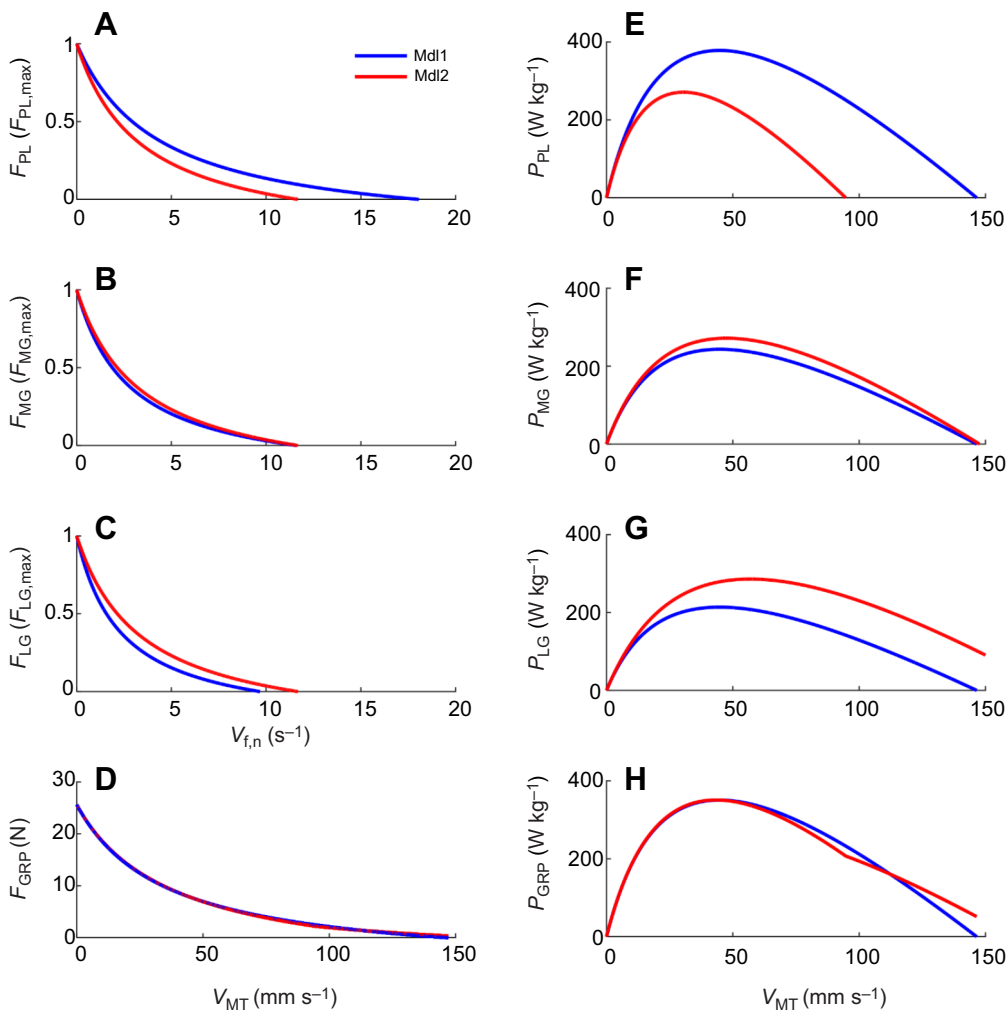 A
E
1
0.5
0
F_PL (F_PL,max)
Mdl1
Mdl2
0 5 10 15 20
400
200
0
P_PL (W kg–1)
0 50 100 150
B
F
1
0.5
0
F_MG (F_MG,max)
0 5 10 15 20
400
200
0
P_MG (W kg–1)
0 50 100 150
C
G
1
0.5
0
F_LG (F_LG,max)
0 5 10 15 20
V_f,n (s–1)
400
200
0
P_LG (W kg–1)
0 50 100 150
D
H
30
20
10
0
F_GRP (N)
0 50 100 150
V_MT (mm s–1)
400
200
0
P_GRP (W kg–1)
0 50 100 150
V_MT (mm s–1)